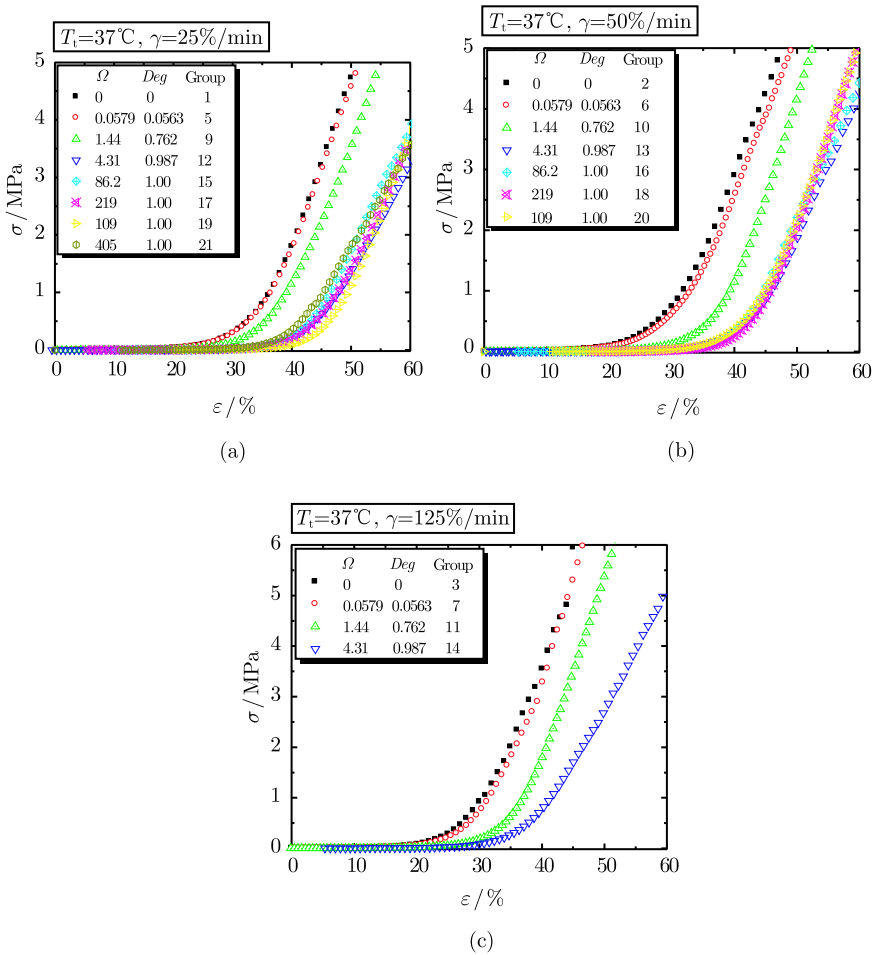 T_t=37℃, γ=25%/min
Ω Deg Group
0 0 1
0.0579 0.0563 5
1.44 0.762 9
4.31 0.987 12
86.2 1.00 15
219 1.00 17
109 1.00 19
405 1.00 21
5
4
3
2
1
0
σ/MPa
0 10 20 30 40 50 60
ε/%
(a)
T_t=37℃, γ=50%/min
Ω Deg Group
0 0 2
0.0579 0.0563 6
1.44 0.762 10
4.31 0.987 13
86.2 1.00 16
219 1.00 18
109 1.00 20
5
4
3
2
1
0
σ/MPa
0 10 20 30 40 50 60
ε/%
(b)
T_t=37℃, γ=125%/min
Ω Deg Group
0 0 3
0.0579 0.0563 7
1.44 0.762 11
4.31 0.987 14
6
5
4
3
2
1
0
σ/MPa
0 10 20 30 40 50 60
ε/%
(c)